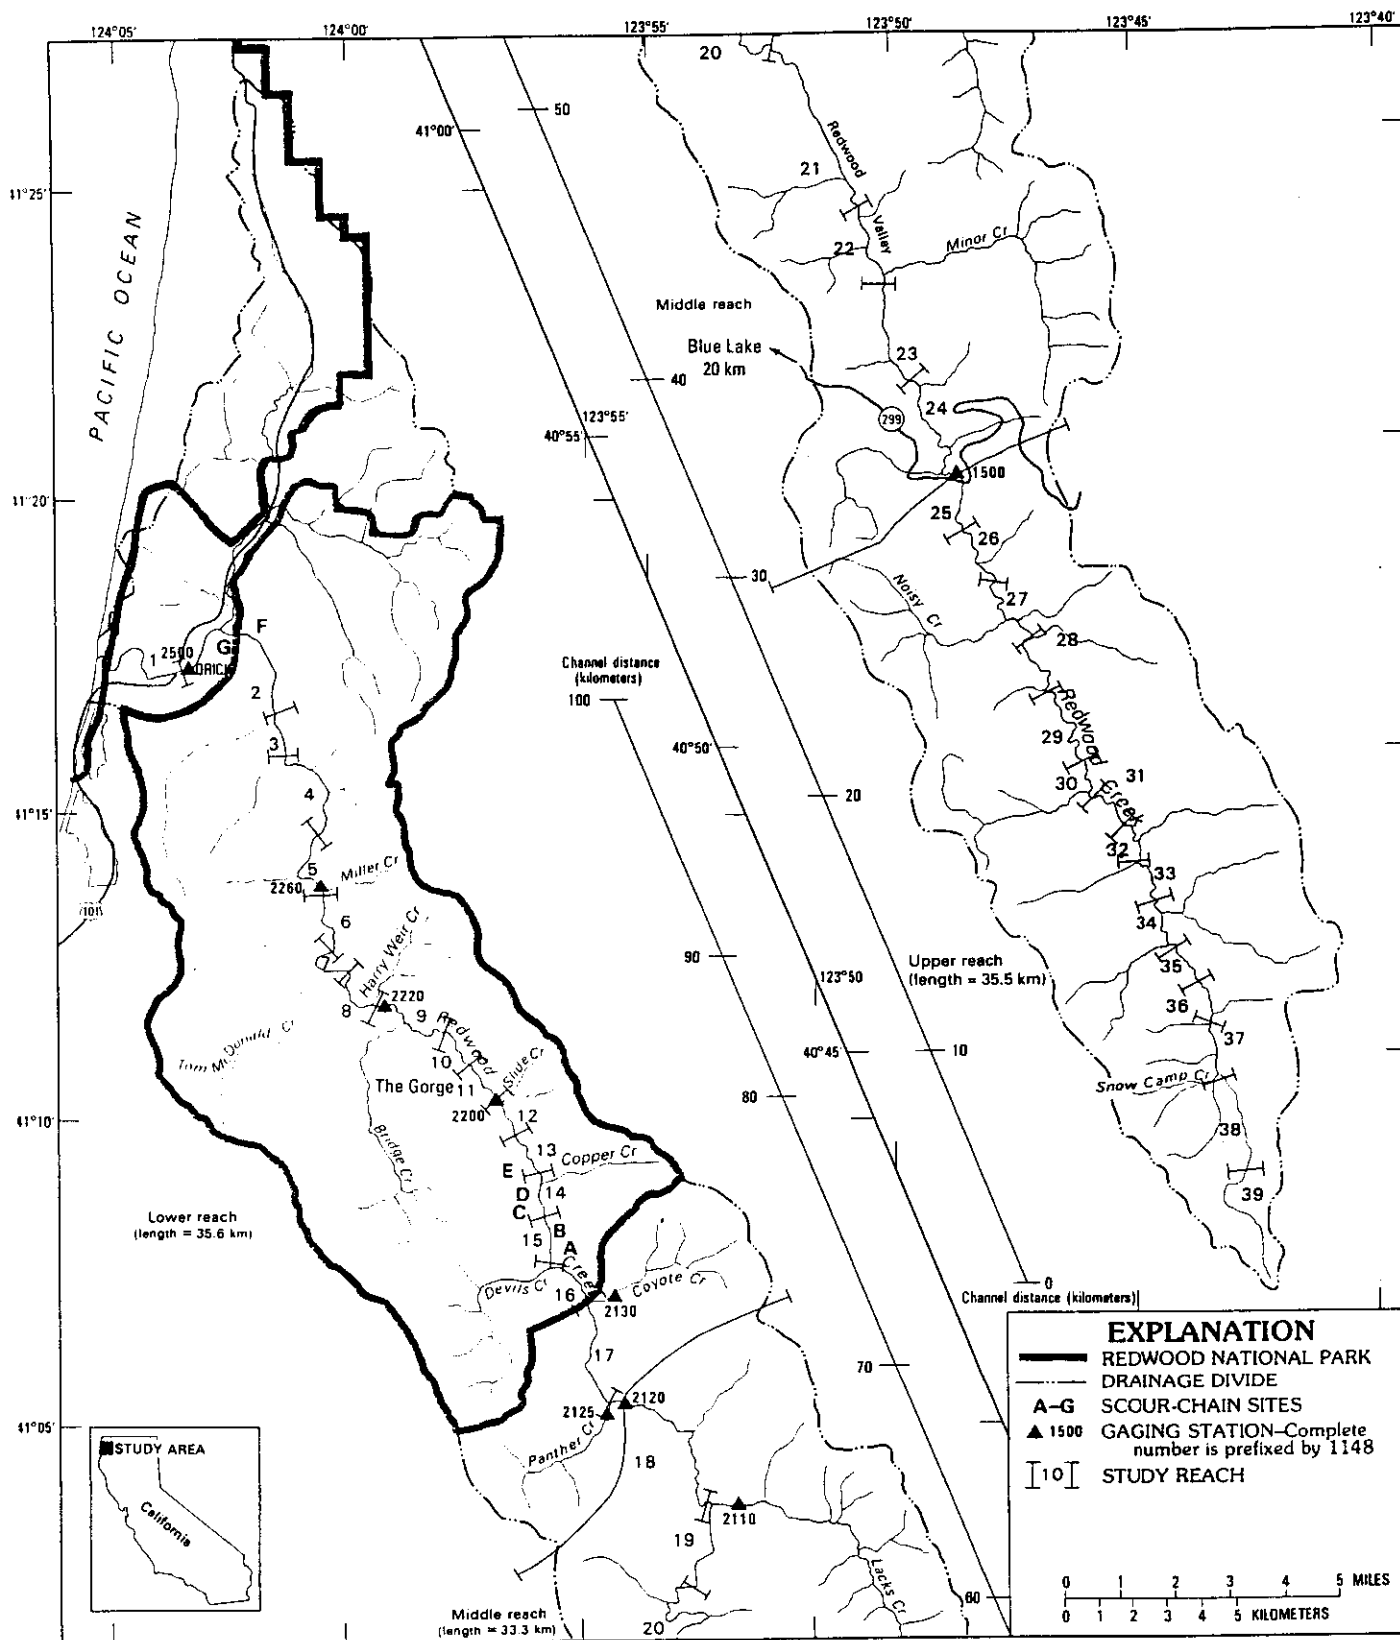 124°05'
124°00'
123°55'
123°50'
123°45'
123°40'
20
50
41°00'
Redwood
21
41°25'
Valley
22
Minor Cr
PACIFIC OCEAN
Middle reach
Blue Lake
20 km
23
40
24
123°55'
40°55'
299
1500
41°20'
25
26
30
Noisy Cr
27
F
28
G
2500
1
ORICK
Channel distance
(kilometers)
100
2
Redwood
Creek
29
3
40°50'
31
30
4
20
41°15'
32
5
Miller Cr
33
2260
101
6
34
Harry Weir Cr
Upper reach
(length = 35.5 km)
90
7
123°50'
35
2220
8
9
36
Redwood
37
Tom McDonald Cr
40°45'
10
10
Slide Cr
The Gorge
11
Snow Camp Cr
80
2200
41°10'
12
38
Bridge Cr
13
Copper Cr
E
14
D
39
Lower reach
(length = 35.6 km)
C
B
15
A
Creek
0
Devils Cr
Coyote Cr
16
2130
Channel distance (kilometers)
EXPLANATION
REDWOOD NATIONAL PARK
DRAINAGE DIVIDE
A–G SCOUR-CHAIN SITES
1500 GAGING STATION–Complete
number is prefixed by 1148
10 STUDY REACH
17
70
2120
2125
41°05'
Panther Cr
18
STUDY AREA
California
2110
19
Lacks Cr
0 1 2 3 4 5 MILES
0 1 2 3 4 5 KILOMETERS
60
Middle reach
(length = 33.3 km)
20